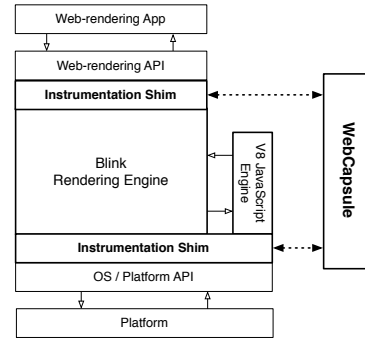 Web-rendering App
Web-rendering API
Instrumentation Shim
Blink
Rendering Engine
V8 JavaScript
Engine
WebCapsule
Instrumentation Shim
OS / Platform API
Platform